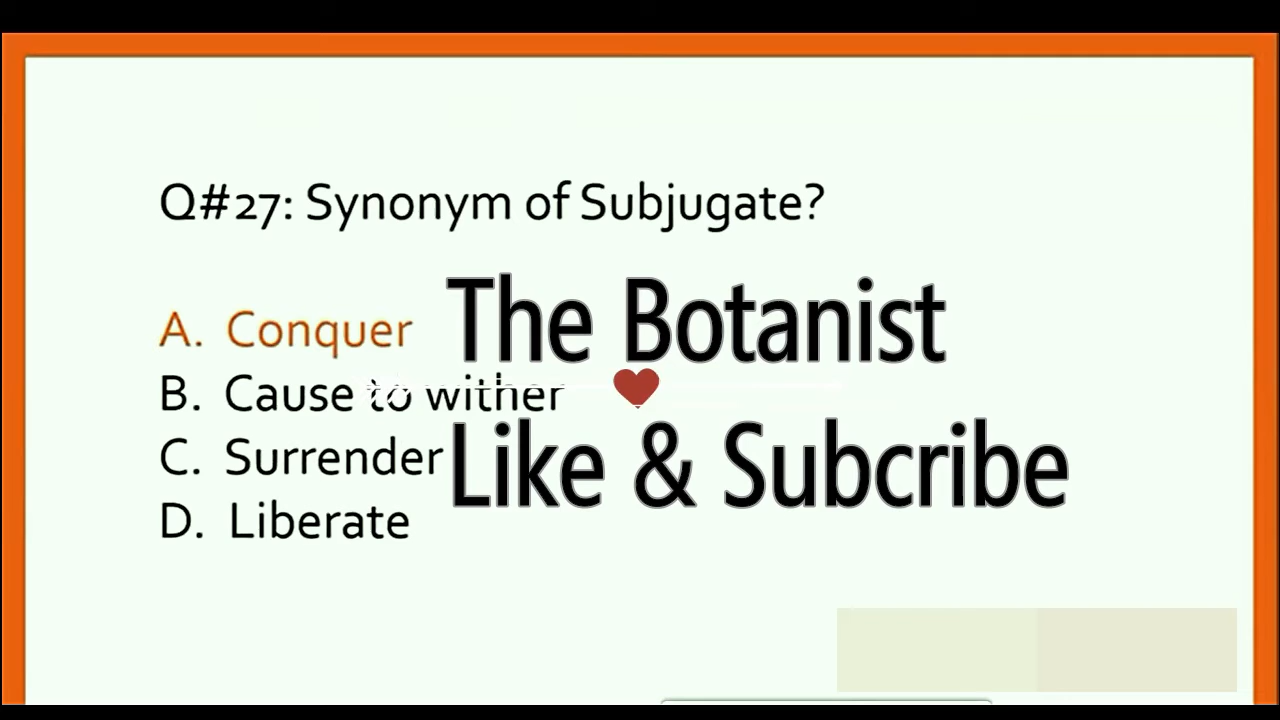 Q#27: Synonym of Subjugate?
A. Conquer
The Botanist
B. Cause to wither
C. Surrender
Like & Subcribe
D. Liberate